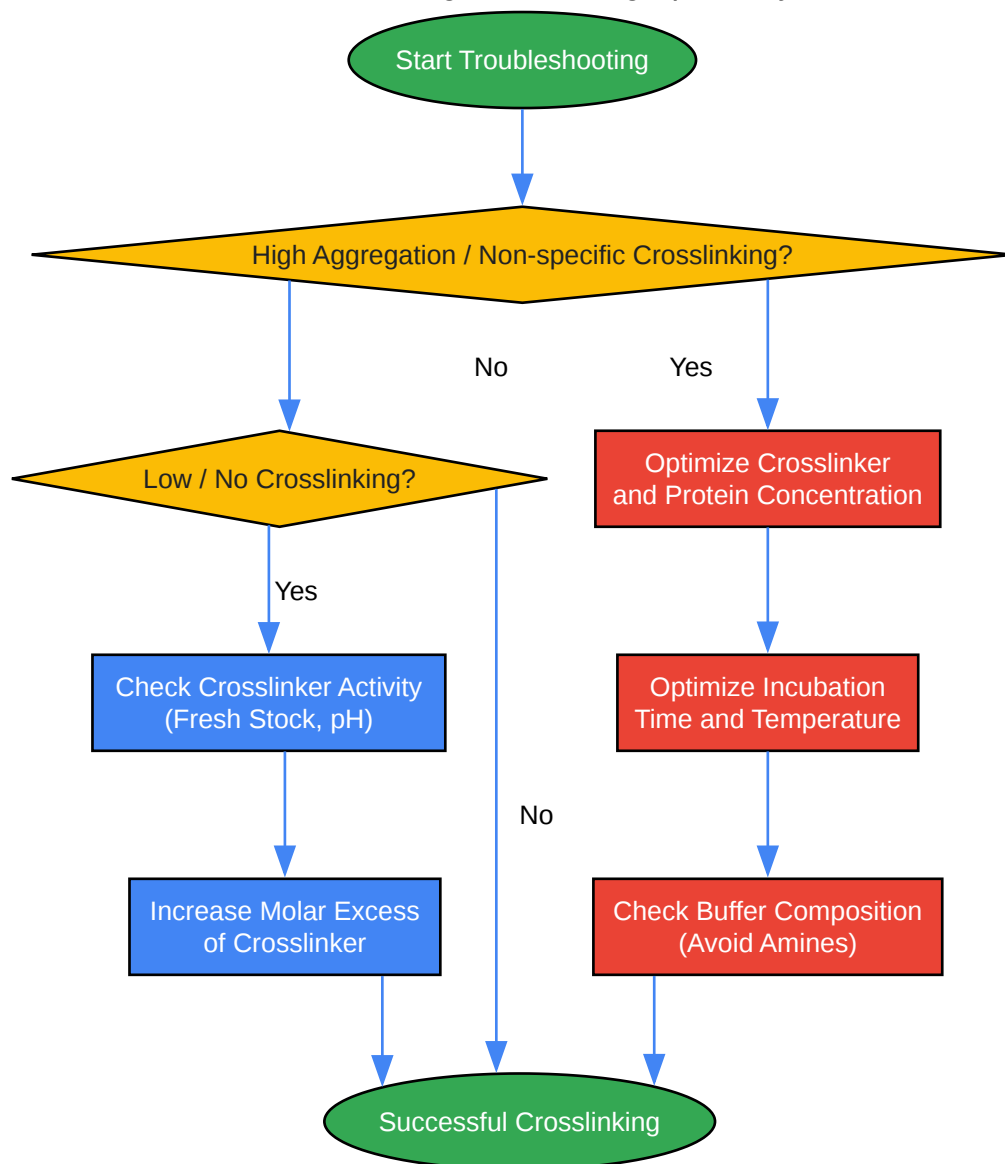 Start Troubleshooting
High Aggregation / Non-specific Crosslinking?
No
Yes
Low / No Crosslinking?
Optimize Crosslinker
and Protein Concentration
Yes
Check Crosslinker Activity
(Fresh Stock, pH)
Optimize Incubation
Time and Temperature
No
Increase Molar Excess
of Crosslinker
Check Buffer Composition
(Avoid Amines)
Successful Crosslinking